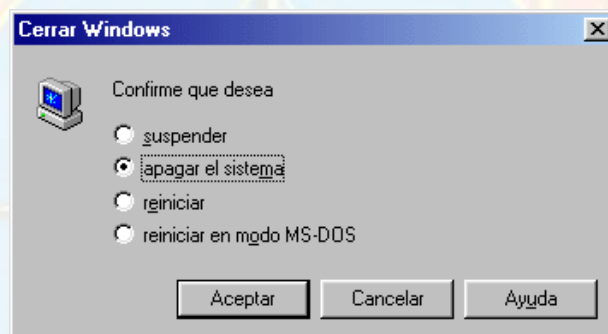 Cerrar Windows
Confirme que desea
suspender
apagar el sistema
reiniciar
reiniciar en modo MS-DOS
Aceptar Cancelar Ayuda